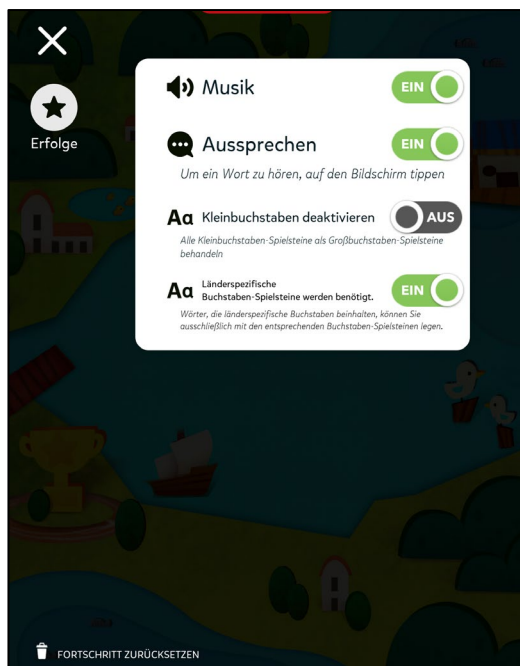 Erfolge
Musik
EIN
Aussprechen
EIN
Um ein Wort zu hören, auf den Bildschirm tippen
Aa Kleinbuchstaben deaktivieren
AUS
Alle Kleinbuchstaben-Spielsteine als Großbuchstaben-Spielsteine
behandeln
Aa Länderspezifische
Buchstaben-Spielsteine werden benötigt.
EIN
Wörter, die länderspezifische Buchstaben beinhalten, können Sie
ausschließlich mit den entsprechenden Buchstaben-Spielsteinen legen.
FORTSCHRITT ZURÜCKSETZEN